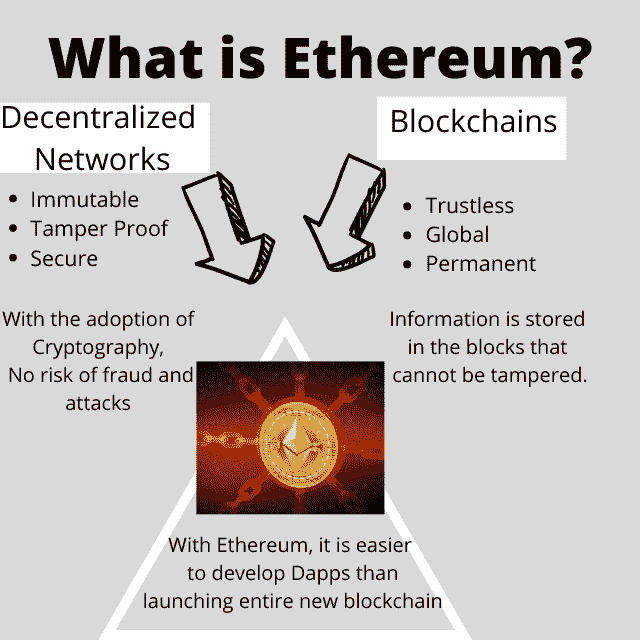 What is Ethereum?
Decentralized
Networks
• Immutable
• Tamper Proof
• Secure
With the adoption of
Cryptography,
No risk of fraud and
attacks
Blockchains
• Trustless
• Global
• Permanent
Information is stored
in the blocks that
cannot be tampered.
With Ethereum, it is easier
to develop Dapps than
launching entire new blockchain